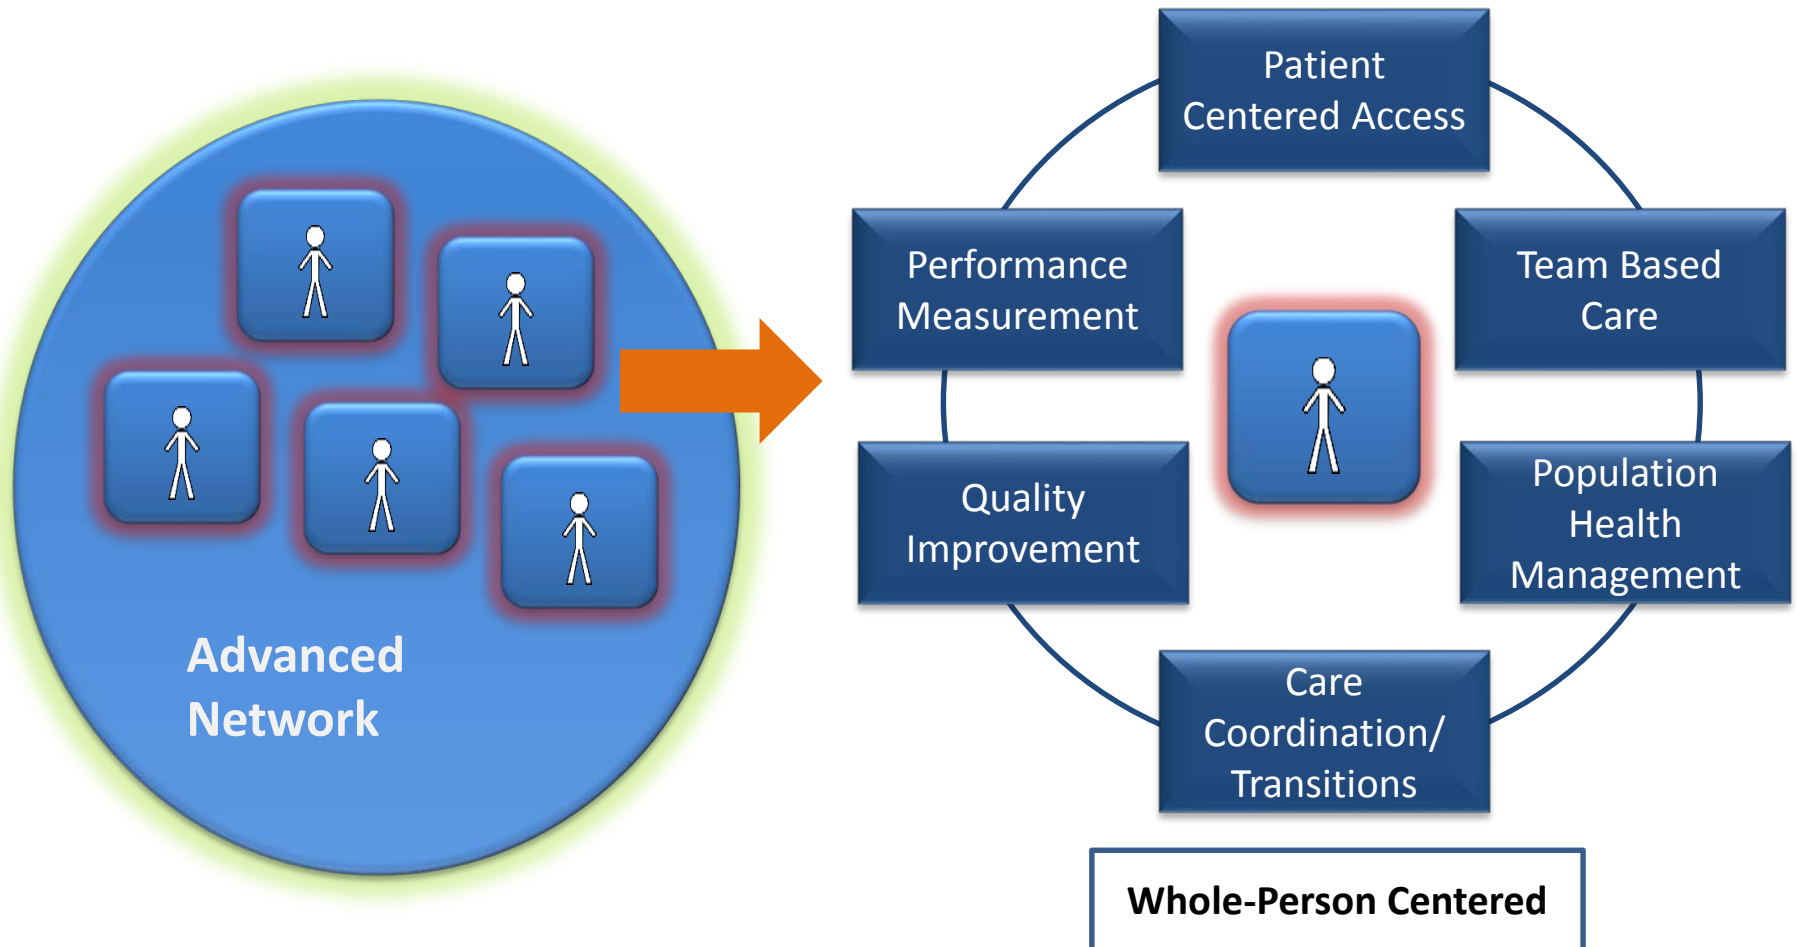 Patient
Centered Access
Performance
Measurement
Team Based
Care
Quality
Improvement
Population
Health
Management
Advanced
Network
Care
Coordination/
Transitions
Whole-Person Centered